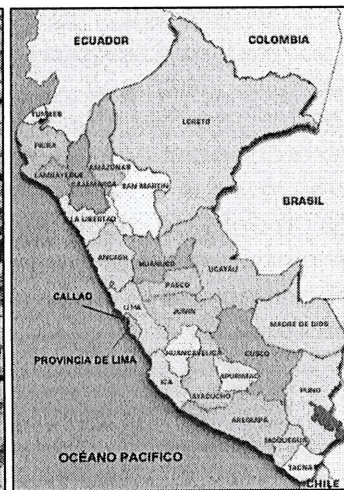 ECUADOR
COLOMBIA
TUMBES
PIURA
LORETO
AMAZONAS
LAMBAYEQUE
CAJAMARCA
SAN MARTIN
LA LIBERTAD
BRASIL
ANCASH
HUANUCO
UCAYALI
PASCO
CALLAO
LIMA
JUNIN
MADRE DE DIOS
PROVINCIA DE LIMA
HUANCAVELICA
CUSCO
ICA
APURIMAC
AYACUCHO
PUNO
AREQUIPA
MOQUEGUA
OCÉANO PACIFICO
TACNA
CHILE